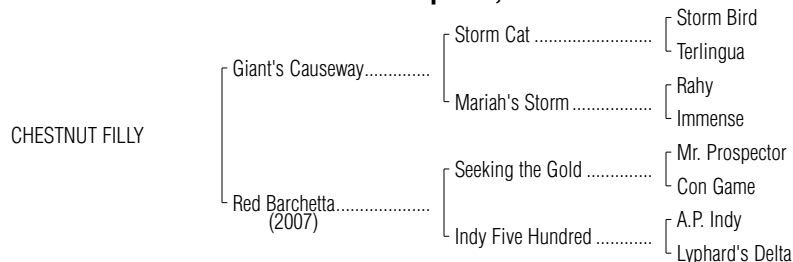 Storm Bird
Storm Cat ..................
Terlingua
Giant's Causeway..............
Rahy
Mariah's Storm .................
Immense
CHESTNUT FILLY
Mr. Prospector
Seeking the Gold ..............
Con Game
Red Barchetta....................
(2007)
A.P. Indy
Indy Five Hundred ............
Lyphard's Delta